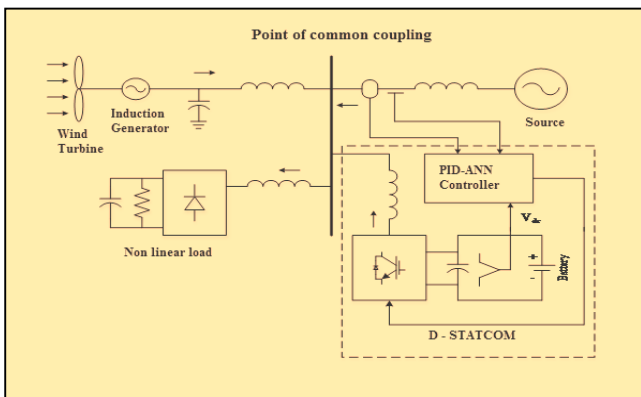 Point of common coupling
Induction
Generator
Wind
Turbine
Source
PID-ANN
Controller
Vdc
Non linear load
+
-
Battery
D - STATCOM